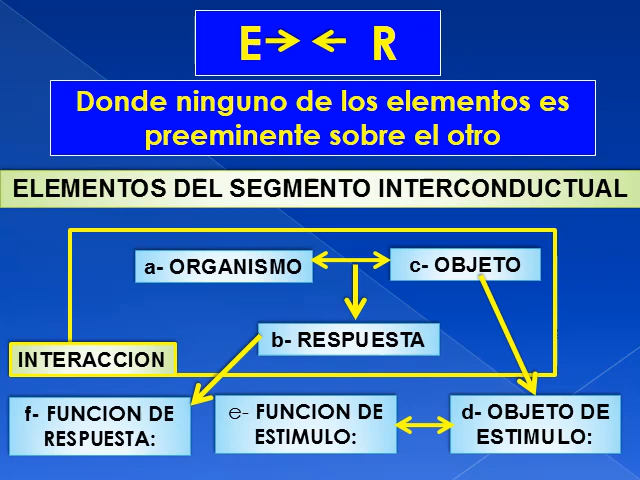 E → ← R
Donde ninguno de los elementos es
preeminente sobre el otro
ELEMENTOS DEL SEGMENTO INTERCONDUCTUAL
a- ORGANISMO
c- OBJETO
b- RESPUESTA
INTERACCION
f- FUNCION DE
RESPUESTA:
e- FUNCION DE
ESTIMULO:
d- OBJETO DE
ESTIMULO: